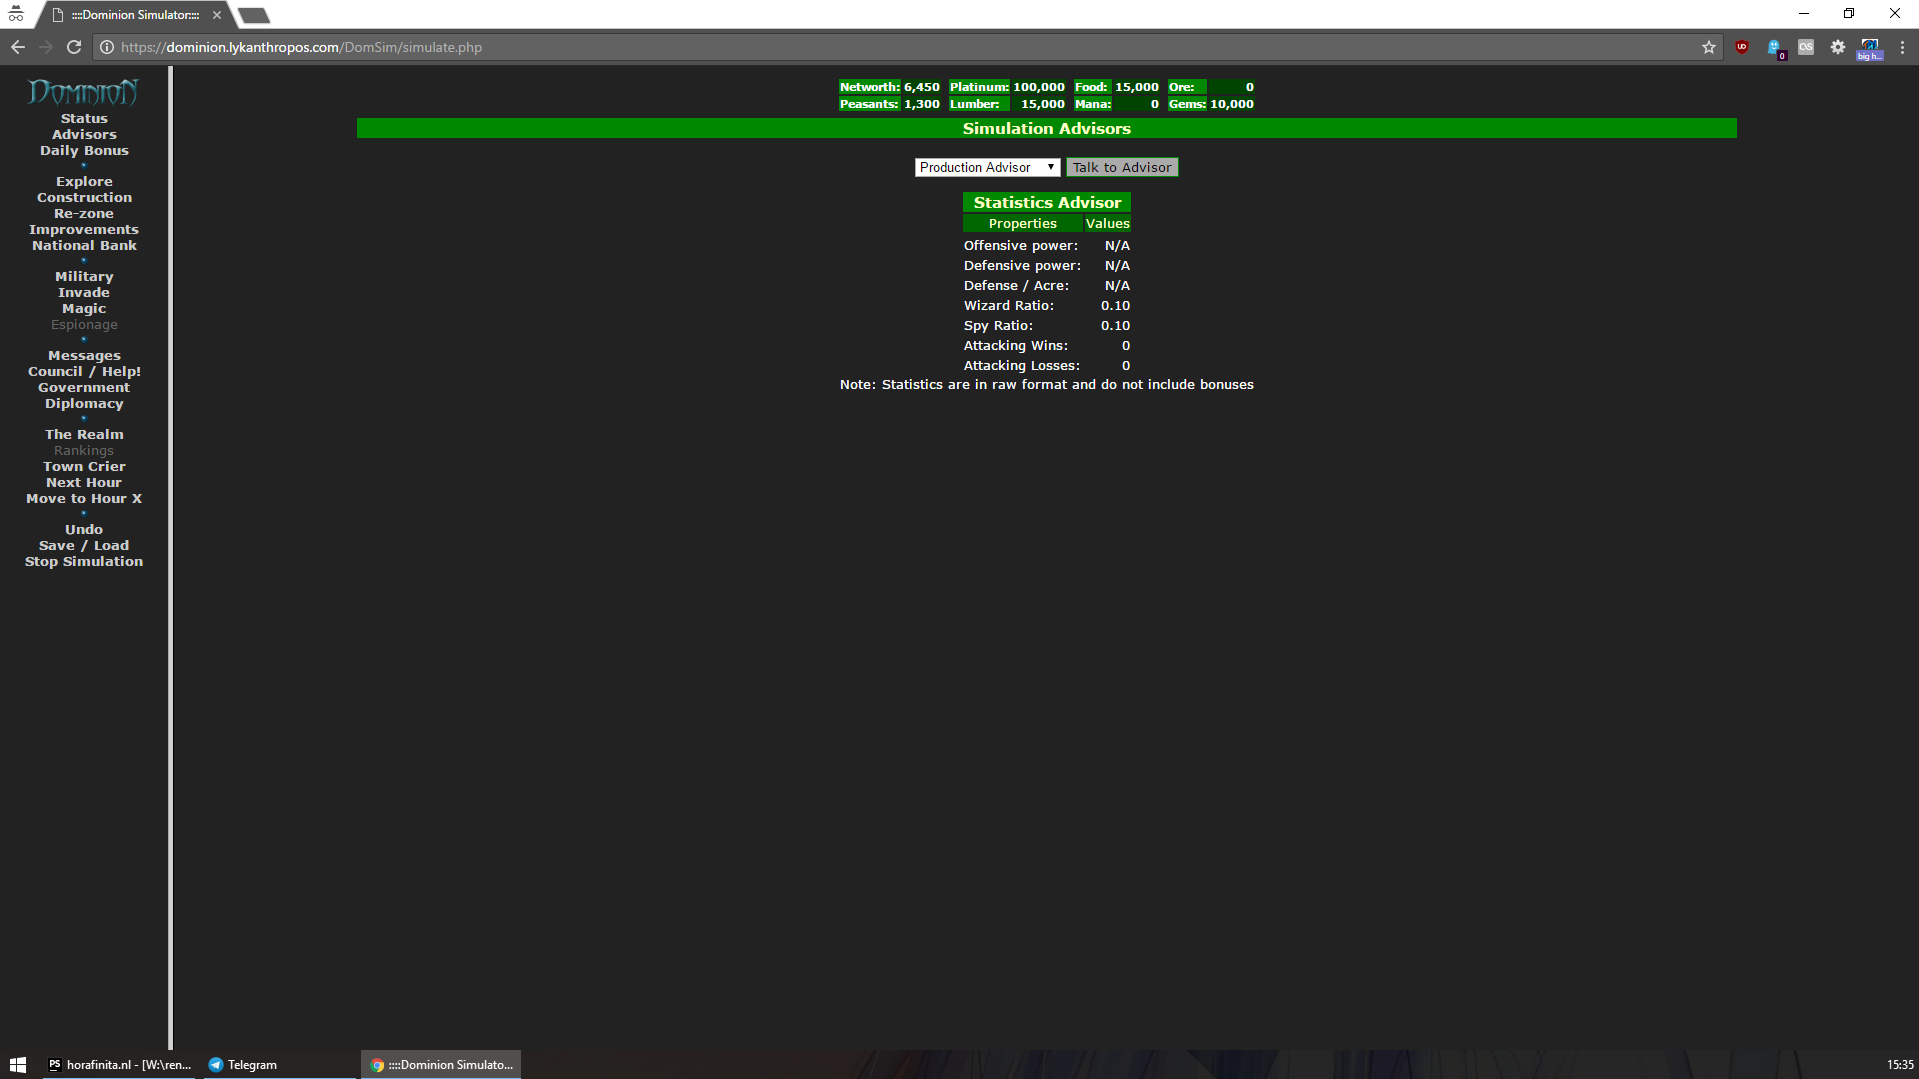 ::::Dominion Simulator::::
https://dominion.lykanthropos.com/DomSim/simulate.php
UD
0
OS
big h...
DOMINION
Status
Advisors
Daily Bonus
Explore
Construction
Re-zone
Improvements
National Bank
Military
Invade
Magic
Espionage
Messages
Council / Help!
Government
Diplomacy
The Realm
Rankings
Town Crier
Next Hour
Move to Hour X
Undo
Save / Load
Stop Simulation
Networth: 6,450 Platinum: 100,000 Food: 15,000 Ore: 0
Peasants: 1,300 Lumber: 15,000 Mana: 0 Gems: 10,000
Simulation Advisors
Production Advisor Talk to Advisor
Statistics Advisor
Properties Values
Offensive power: N/A
Defensive power: N/A
Defense / Acre: N/A
Wizard Ratio: 0.10
Spy Ratio: 0.10
Attacking Wins: 0
Attacking Losses: 0
Note: Statistics are in raw format and do not include bonuses
PS horafinita.nl - [W:\ren... Telegram ::::Dominion Simulato... 15:35